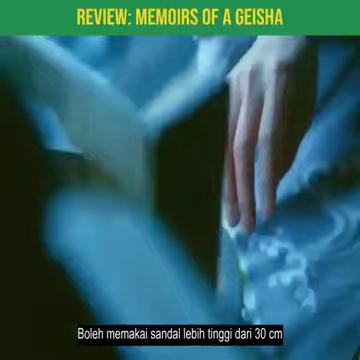 REVIEW: MEMOIRS OF A GEISHA
Boleh memakai sandal lebih tinggi dari 30 cm